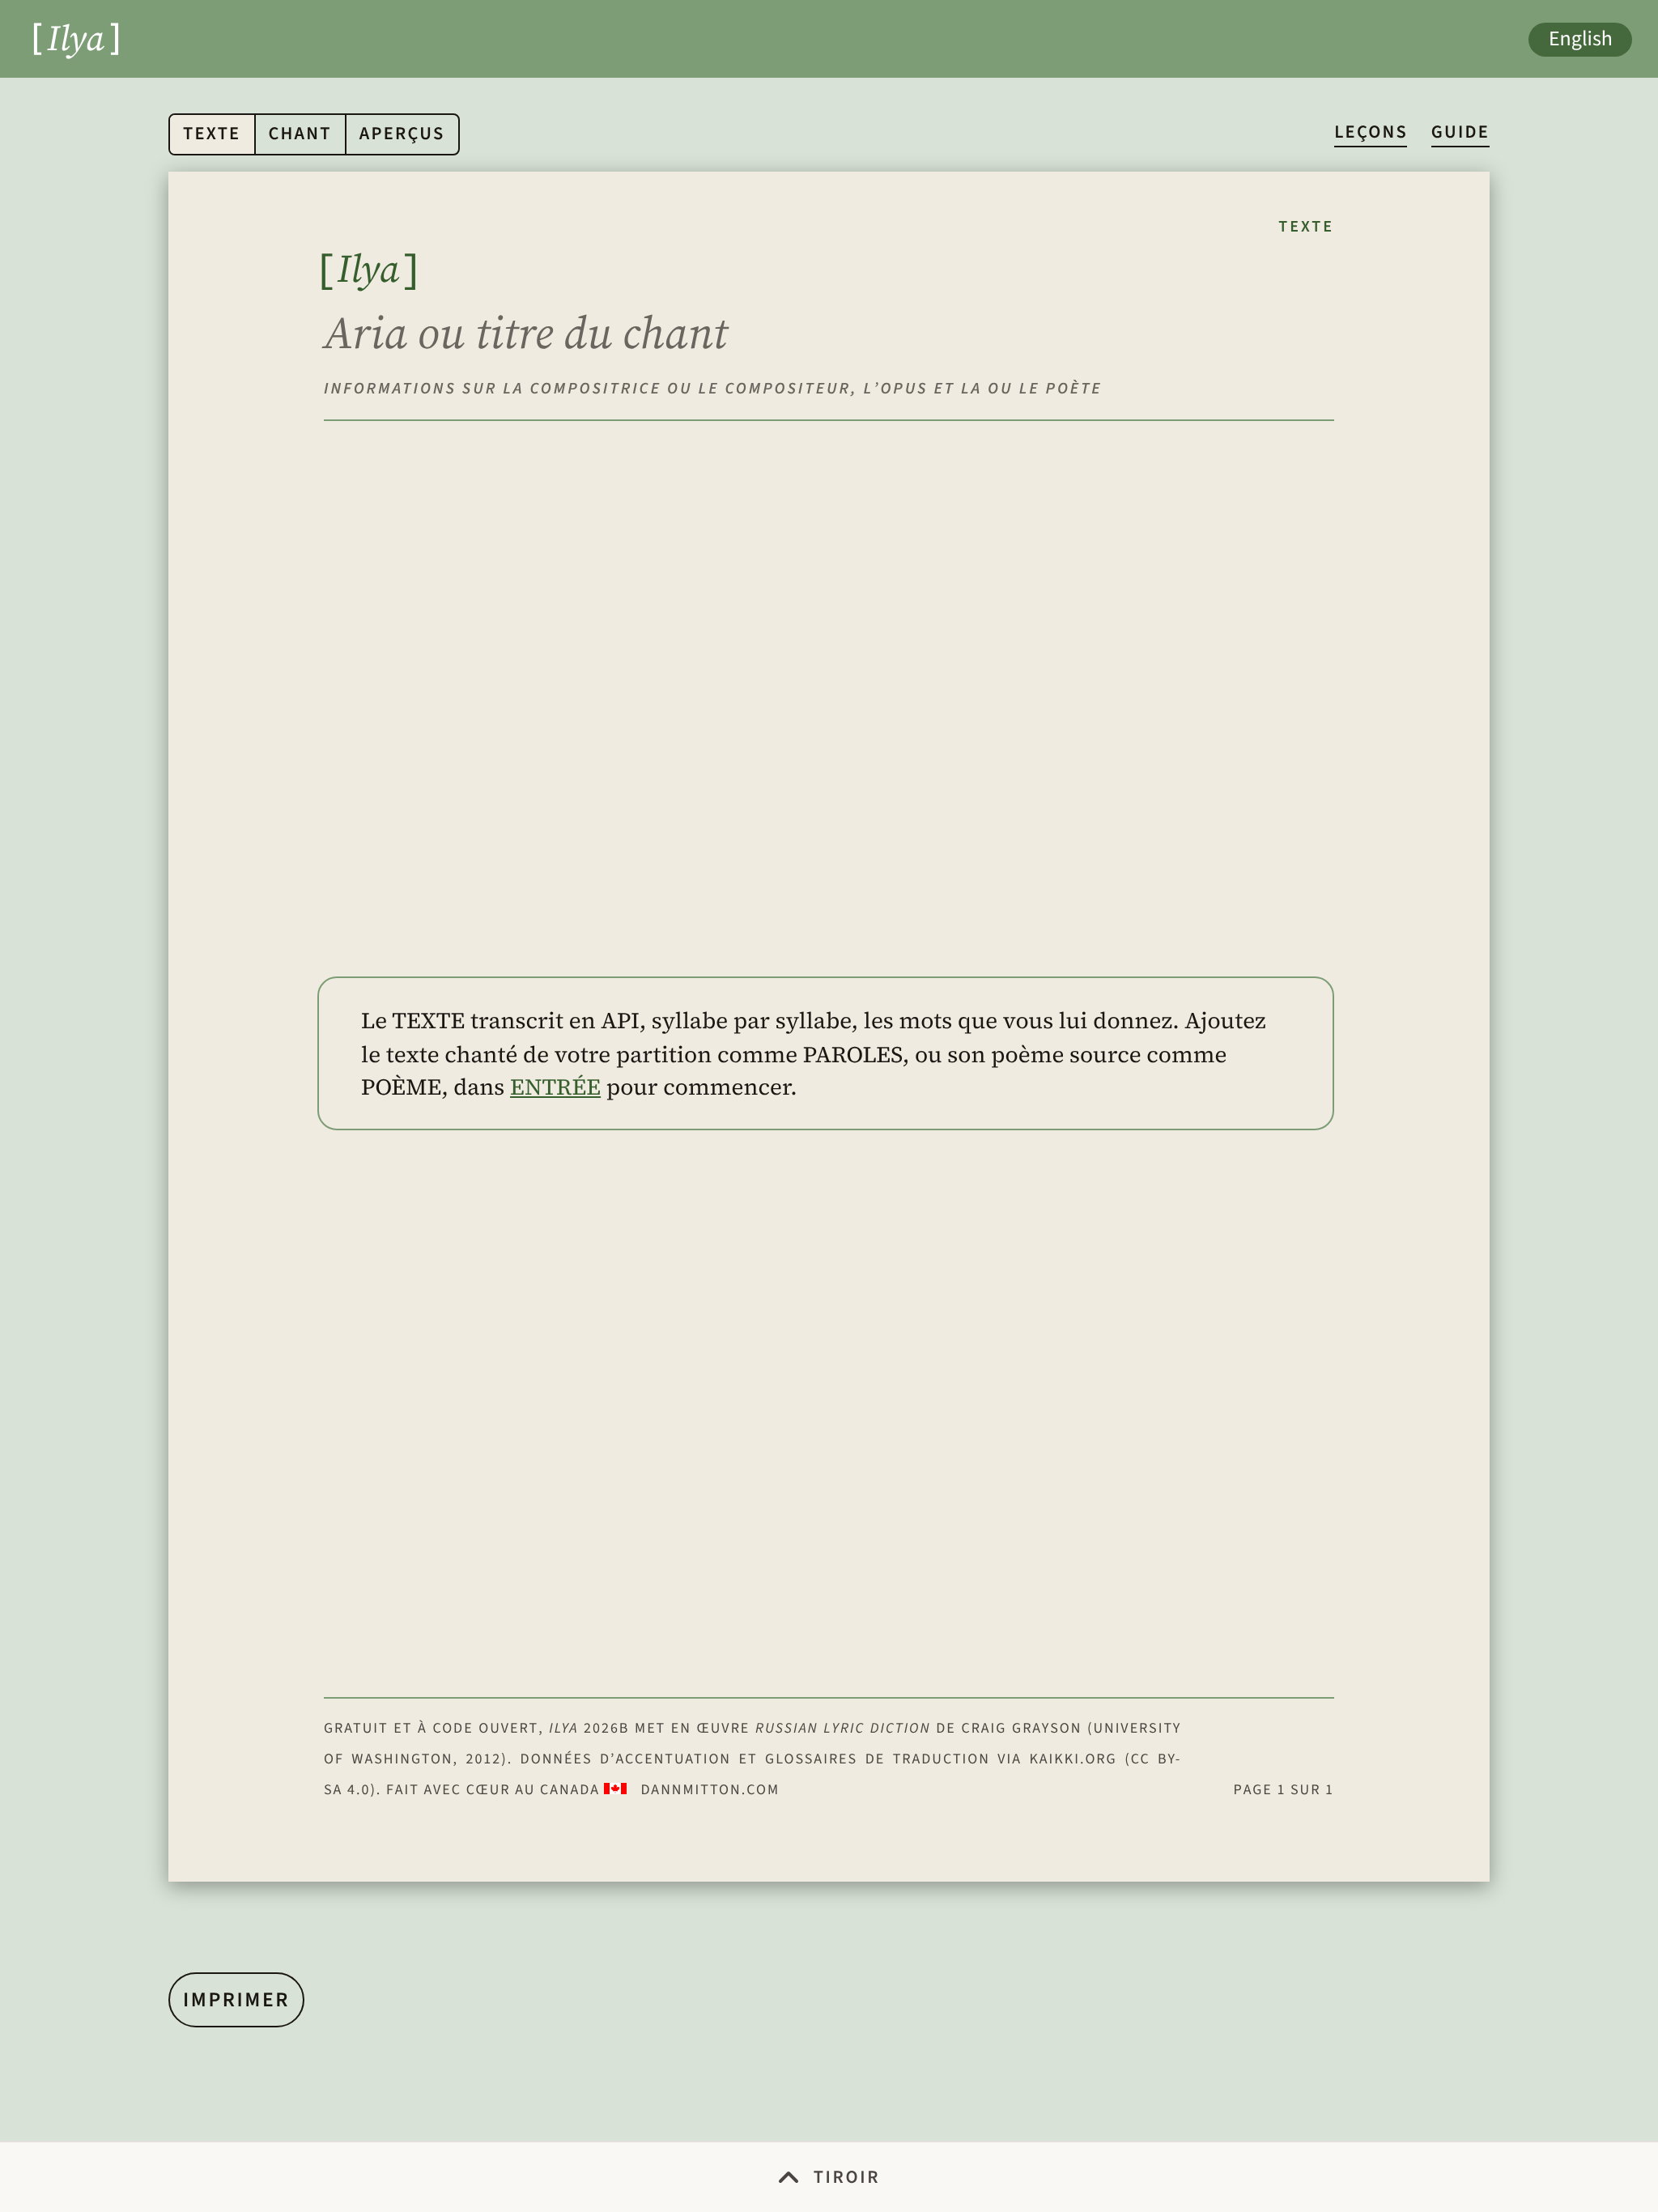 [ Ilya ]
English
TEXTE CHANT APERÇUS
LEÇONS GUIDE
TEXTE
[ Ilya ]
Aria ou titre du chant
INFORMATIONS SUR LA COMPOSITRICE OU LE COMPOSITEUR, L’OPUS ET LA OU LE POÈTE
Le TEXTE transcrit en API, syllabe par syllabe, les mots que vous lui donnez. Ajoutez
le texte chanté de votre partition comme PAROLES, ou son poème source comme
POÈME, dans ENTRÉE pour commencer.
GRATUIT ET À CODE OUVERT, ILYA 2026B MET EN ŒUVRE RUSSIAN LYRIC DICTION DE CRAIG GRAYSON (UNIVERSITY
OF WASHINGTON, 2012). DONNÉES D’ACCENTUATION ET GLOSSAIRES DE TRADUCTION VIA KAIKKI.ORG (CC BY-
SA 4.0). FAIT AVEC CŒUR AU CANADA 🇨🇦 DANNMITTON.COM
PAGE 1 SUR 1
IMPRIMER
TIROIR